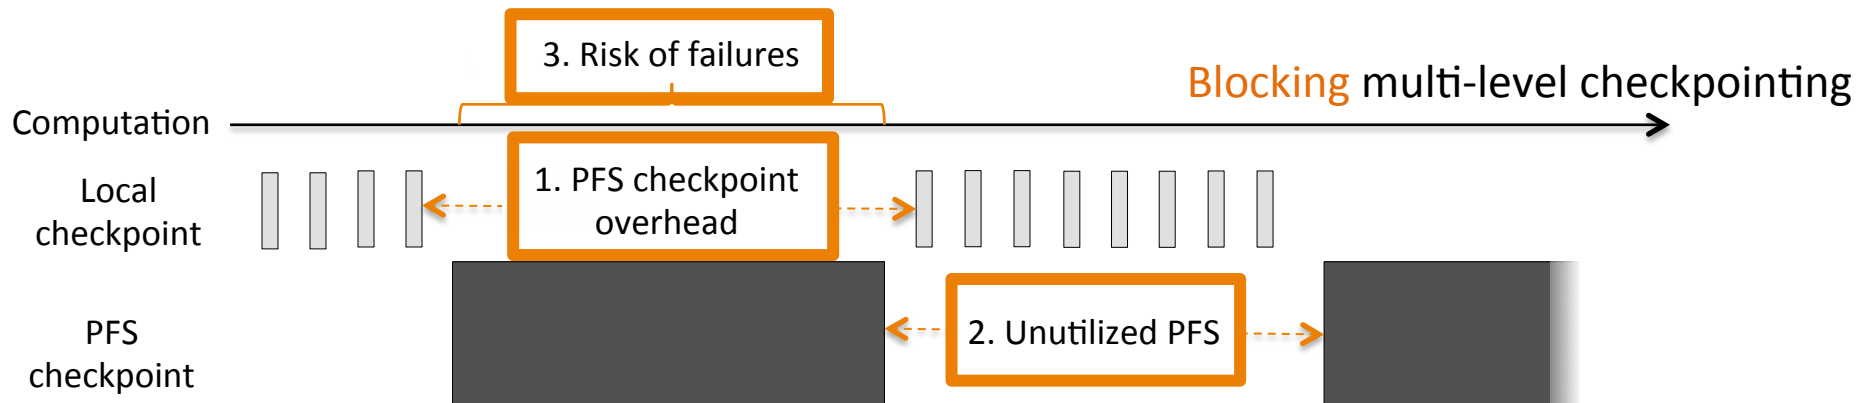 3. Risk of failures
Blocking multi-level checkpointing
Computation
Local
checkpoint
1. PFS checkpoint
overhead
PFS
checkpoint
2. Unutilized PFS